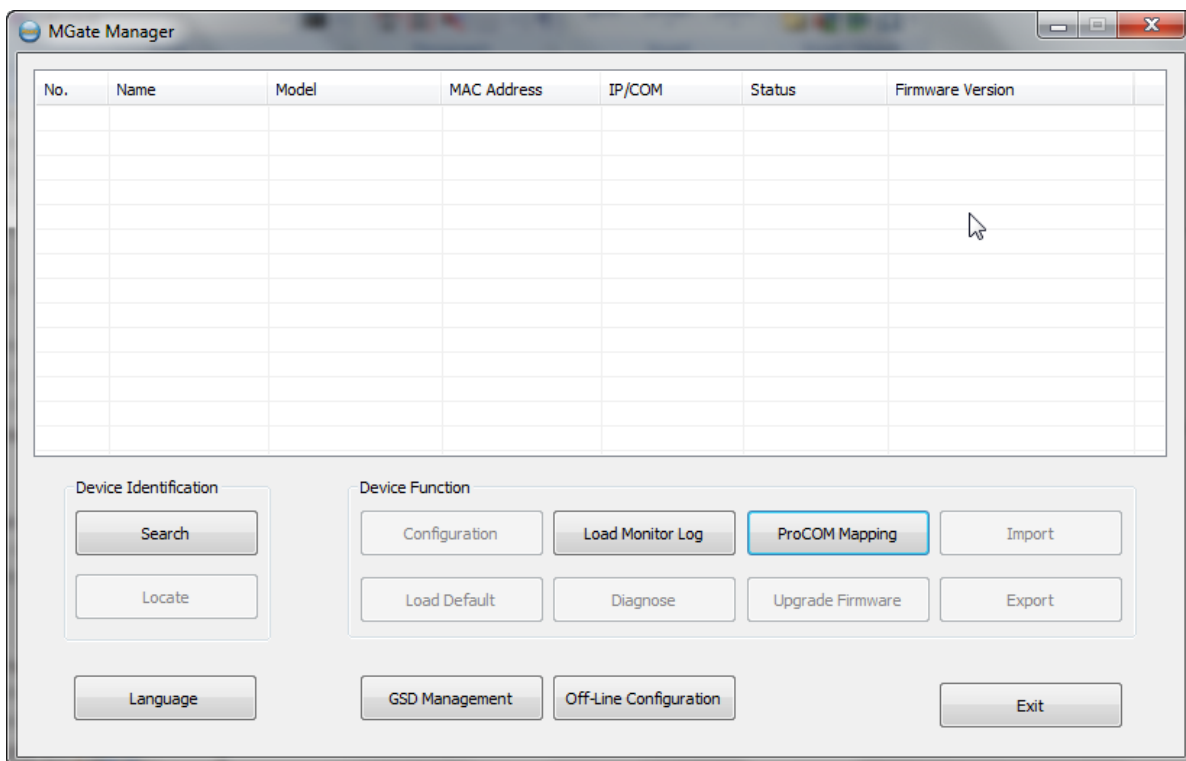 MGate Manager
No. Name Model MAC Address IP/COM Status Firmware Version
Device Identification Device Function
Search Configuration Load Monitor Log ProCOM Mapping Import
Locate Load Default Diagnose Upgrade Firmware Export
Language GSD Management Off-Line Configuration Exit